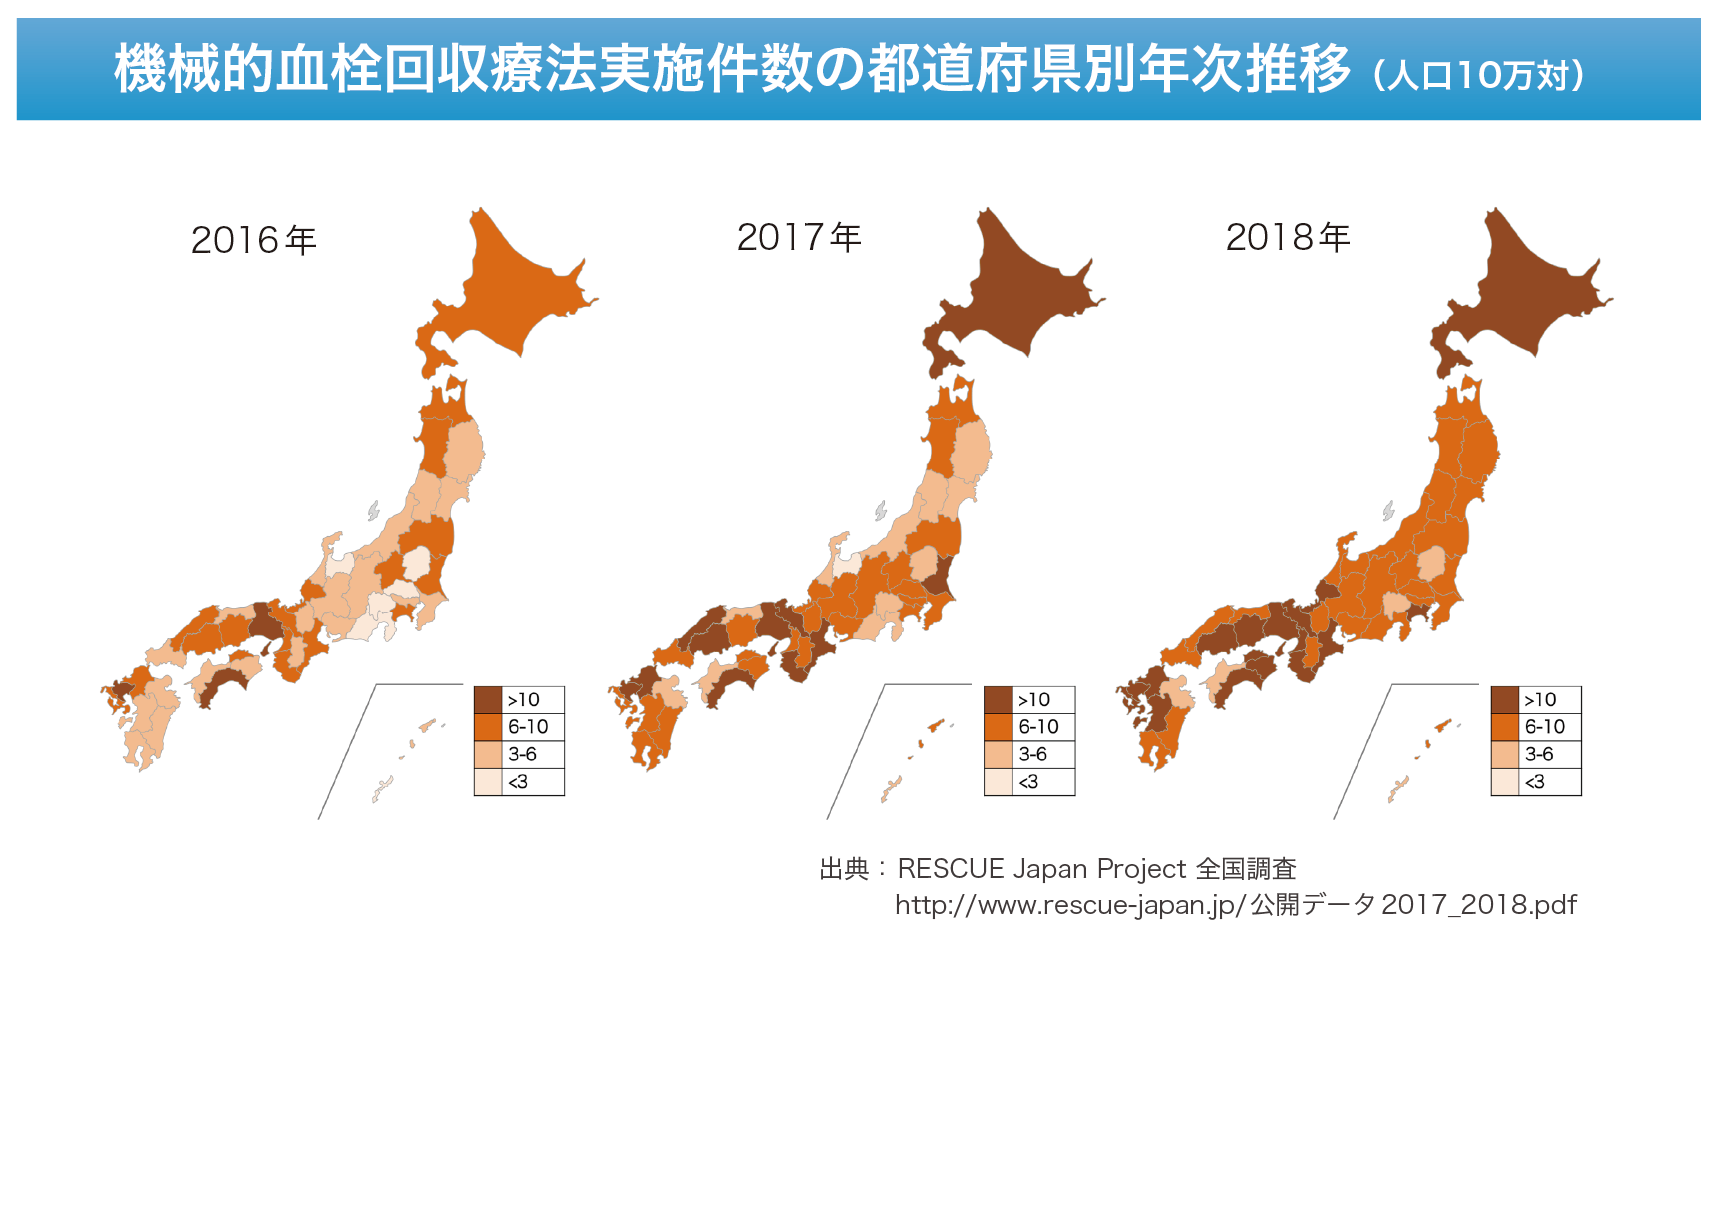 機械的血栓回収療法実施件数の都道府県別年次推移（人口10万対）
2016年
2017年
2018年
>10
6-10
3-6
<3
>10
6-10
3-6
<3
>10
6-10
3-6
<3
出典：RESCUE Japan Project 全国調査
http://www.rescue-japan.jp/公開データ2017_2018.pdf